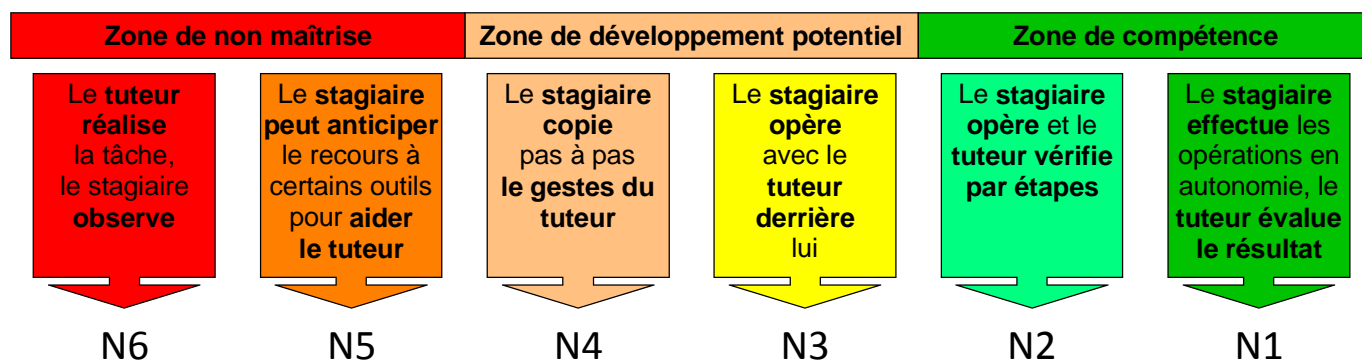 Zone de non maîtrise
Zone de développement potentiel
Zone de compétence
Le tuteur
réalise
la tâche,
le stagiaire
observe
Le stagiaire
peut anticiper
le recours à
certains outils
pour aider
le tuteur
Le stagiaire
copie
pas à pas
le gestes du
tuteur
Le stagiaire
opère
avec le
tuteur
derrière
lui
Le stagiaire
opère et le
tuteur vérifie
par étapes
Le stagiaire
effectue les
opérations en
autonomie, le
tuteur évalue
le résultat
N6
N5
N4
N3
N2
N1